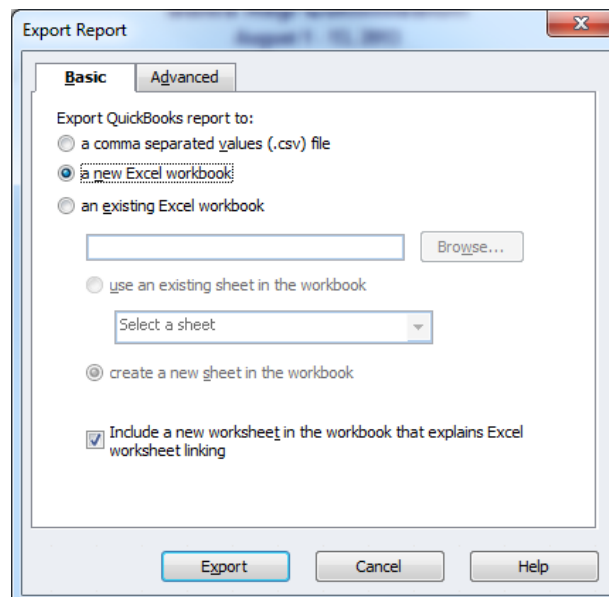 Export Report
Basic
Advanced
Export QuickBooks report to:
a comma separated values (.csv) file
a new Excel workbook
an existing Excel workbook
Browse...
use an existing sheet in the workbook
Select a sheet
create a new sheet in the workbook
Include a new worksheet in the workbook that explains Excel
worksheet linking
Export
Cancel
Help